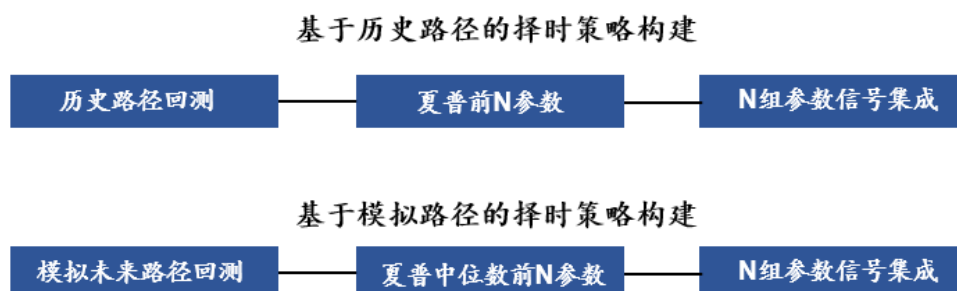 基于历史路径的择时策略构建
历史路径回测
夏普前N参数
N组参数信号集成
基于模拟路径的择时策略构建
模拟未来路径回测
夏普中位数前N参数
N组参数信号集成